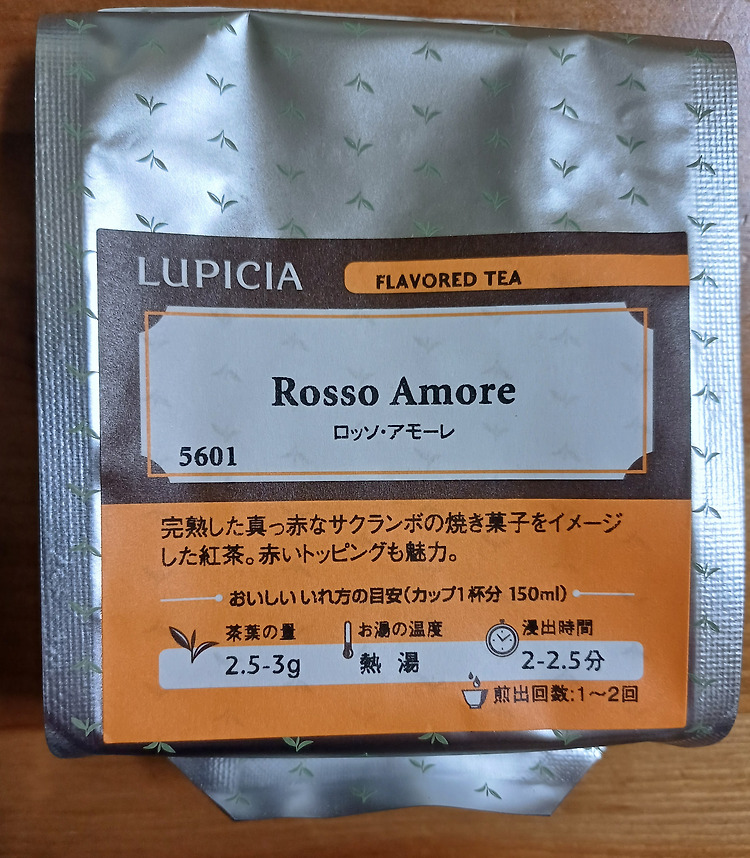 LUPICIA
FLAVORED TEA
Rosso Amore
ロッソ・アモーレ
5601
完熟した真っ赤なサクランボの焼き菓子をイメージ
した紅茶。赤いトッピングも魅力。
おいしいいれ方の目安(カップ1杯分 150ml)
茶葉の量
2.5-3g
お湯の温度
熱 湯
浸出時間
2-2.5分
煎出回数:1〜2回